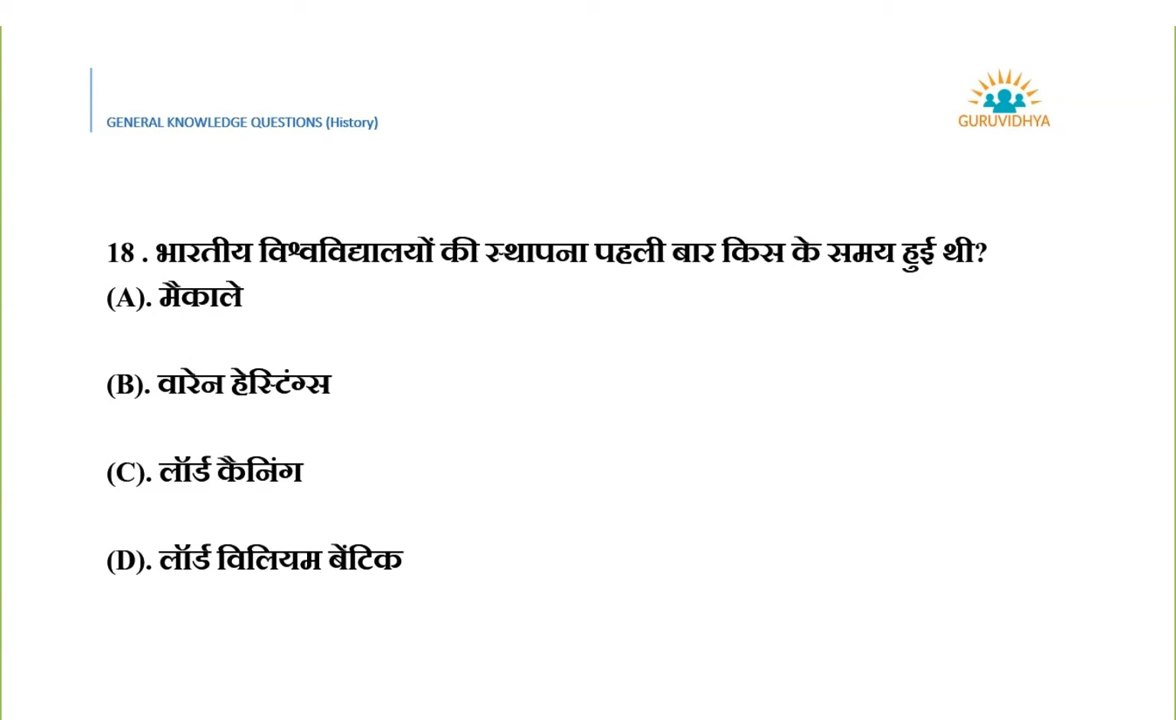 GENERAL KNOWLEDGE QUESTIONS (History)
GURUVIDHYA
18 . भारतीय विश्वविद्यालयों की स्थापना पहली बार किस के समय हुई थी?
(A). मैकाले
(B). वारेन हेस्टिंग्स
(C). लॉर्ड कैनिंग
(D). लॉर्ड विलियम बेंटिक